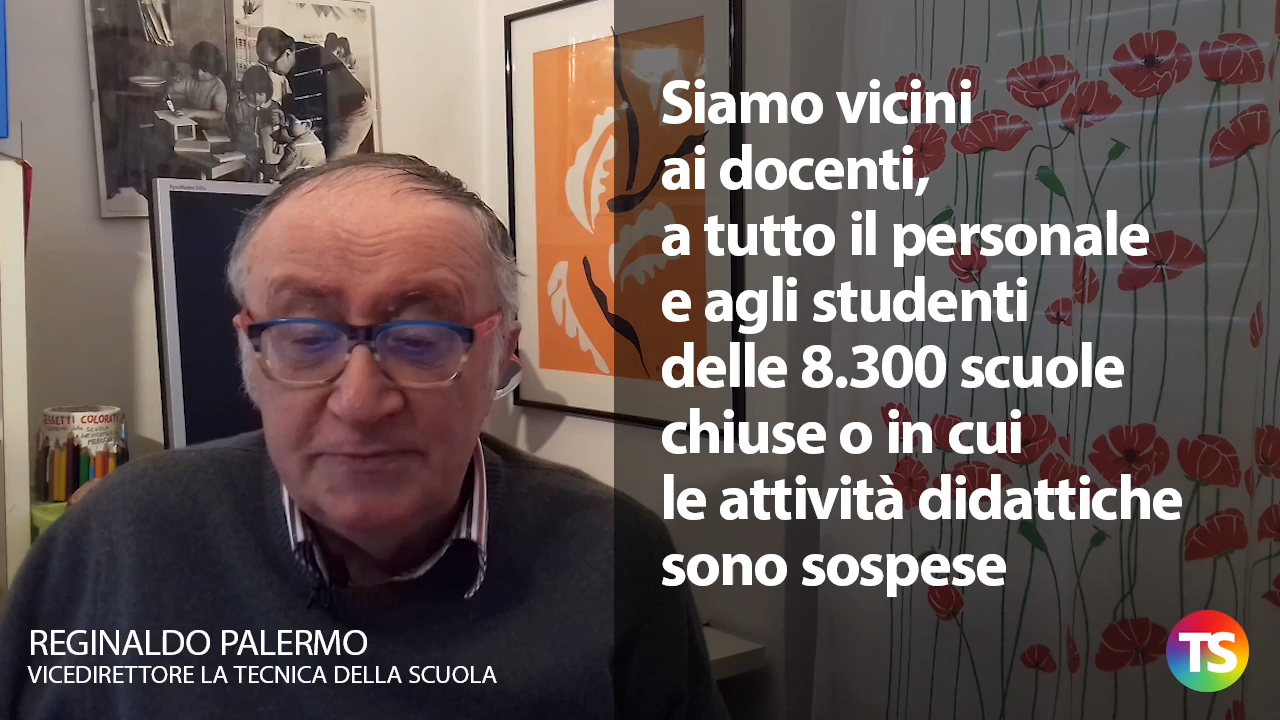 Siamo vicini
ai docenti,
a tutto il personale
e agli studenti
delle 8.300 scuole
chiuse o in cui
le attività didattiche
sono sospese
REGINALDO PALERMO
VICEDIRETTORE LA TECNICA DELLA SCUOLA
TS
COLORATI